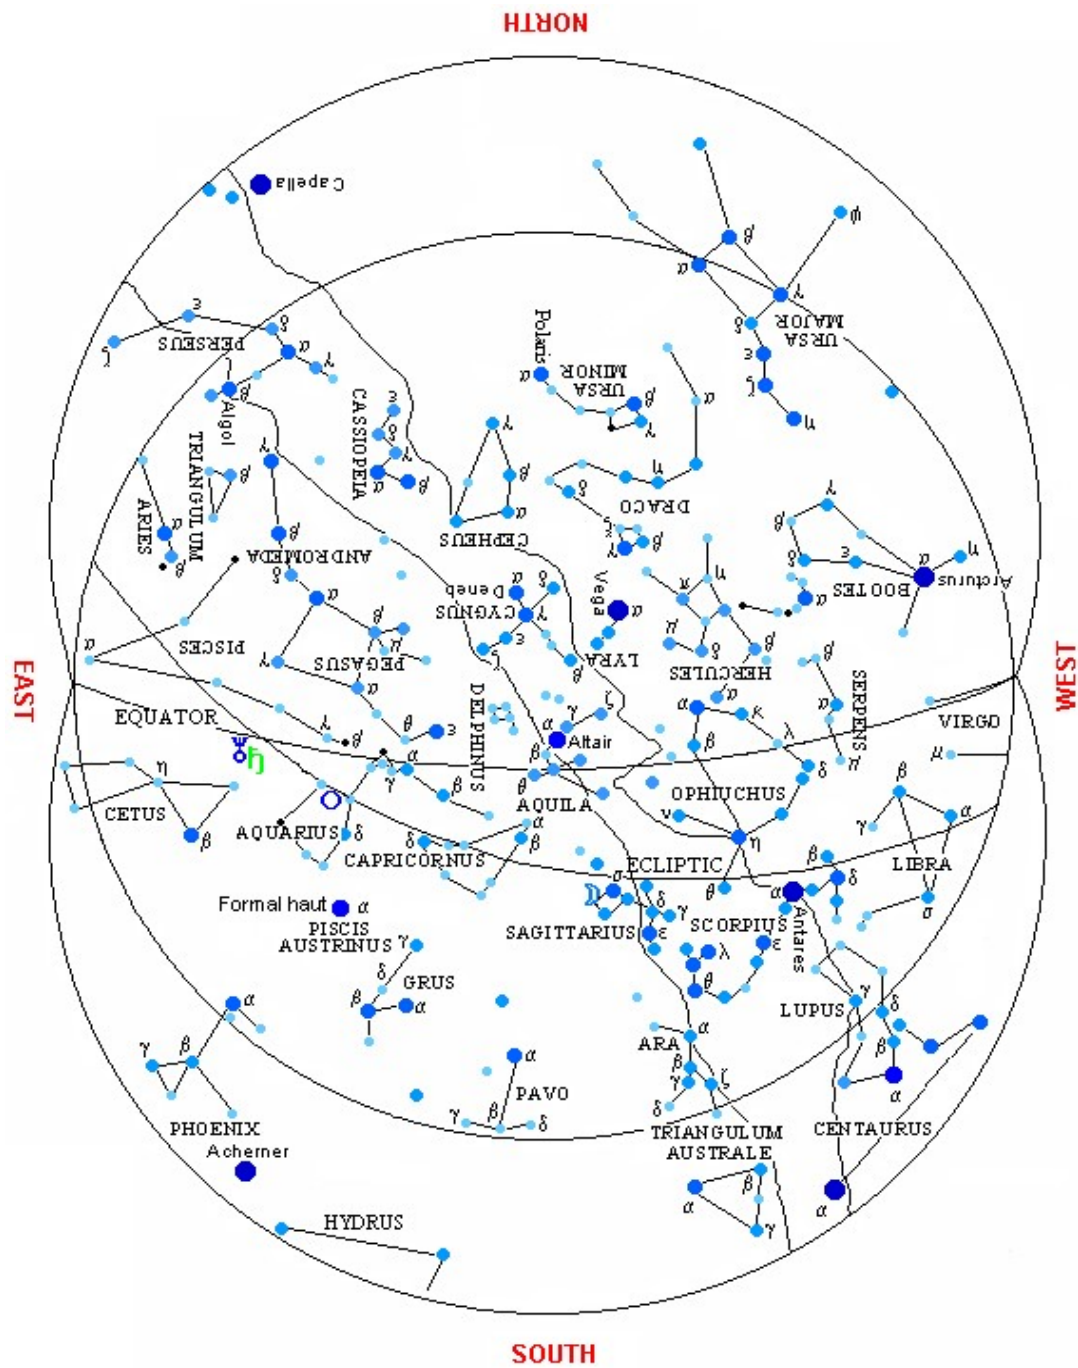 NORTH
Capella
β
ψ
α
γ
URSA
MAJOR
δ
ε
ζ
η
ε
δ
PERSEUS
α
γ
ζ
β
Algol
Polaris
α
URSA
MINOR
β
γ
α
CASSIOPEIA
ε
δ
γ
α
β
γ
β
α
CEPHEUS
η
δ
DRACO
ξ
γ
β
TRIANGULUM
β
γ
ARIES
α
β
ANDROMEDA
β
δ
γ
β
δ
ε
α
η
BOOTES
Arcturus
α
Deneb
δ
CYGNUS
γ
ε
ζ
β
Vega
α
LYRA
π
η
μ
δ
β
HERCULES
α
α
PISCES
α
β
μ
γ
PEGASUS
α
θ
ε
EAST
WEST
EQUATOR
λ
β
DELPHINUS
ζ
γ
α
Altair
β
θ
AQUILA
α
κ
β
λ
δ
OPHIUCHUS
ν
η
θ
β
α
SERPENS
μ
VIRGO
μ
β
α
γ
LIBRA
σ
η
CETUS
β
α
γ
β
AQUARIUS
δ
δ
CAPRICORNUS
α
β
ECLIPTIC
σ
δ
γ
SAGITTARIUS
ε
SCORPIUS
ε
λ
θ
β
δ
α
Antares
Formal haut
α
PISCIS
AUSTRINUS
γ
δ
GRUS
β
α
γ
δ
LUPUS
β
α
α
γ
β
PHOENIX
α
PAVO
γ
β
δ
ARA
α
β
γ
ζ
δ
TRIANGULUM
AUSTRALE
CENTAURUS
Acherner
β
α
γ
α
HYDRUS
SOUTH